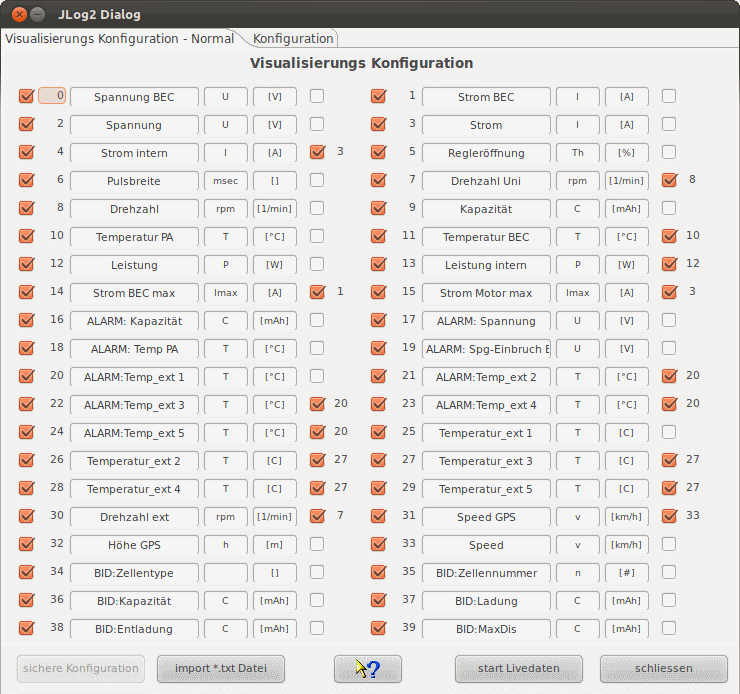 JLog2 Dialog
Visualisierungs Konfiguration - Normal Konfiguration
Visualisierungs Konfiguration
0 Spannung BEC U [V] 1 Strom BEC I [A]
2 Spannung U [V] 3 Strom I [A]
4 Strom intern I [A] 3 5 Regleröffnung Th [%]
6 Pulsbreite msec [] 7 Drehzahl Uni rpm [1/min] 8
8 Drehzahl rpm [1/min] 9 Kapazität C [mAh]
10 Temperatur PA T [°C] 11 Temperatur BEC T [°C] 10
12 Leistung P [W] 13 Leistung intern P [W] 12
14 Strom BEC max Imax [A] 1 15 Strom Motor max Imax [A] 3
16 ALARM: Kapazität C [mAh] 17 ALARM: Spannung U [V]
18 ALARM: Temp PA T [°C] 19 ALARM: Spg-Einbruch E U [V]
20 ALARM:Temp_ext 1 T [°C] 21 ALARM:Temp_ext 2 T [°C] 20
22 ALARM:Temp_ext 3 T [°C] 20 23 ALARM:Temp_ext 4 T [°C] 20
24 ALARM:Temp_ext 5 T [°C] 20 25 Temperatur_ext 1 T [C]
26 Temperatur_ext 2 T [C] 27 27 Temperatur_ext 3 T [C] 27
28 Temperatur_ext 4 T [C] 27 29 Temperatur_ext 5 T [C] 27
30 Drehzahl ext rpm [1/min] 7 31 Speed GPS v [km/h] 33
32 Höhe GPS h [m] 33 Speed v [km/h]
34 BID:Zellentype [] 35 BID:Zellennummer n [#]
36 BID:Kapazität C [mAh] 37 BID:Ladung C [mAh]
38 BID:Entladung C [mAh] 39 BID:MaxDis C [mAh]
sichere Konfiguration import *.txt Datei ? start Livedaten schliessen